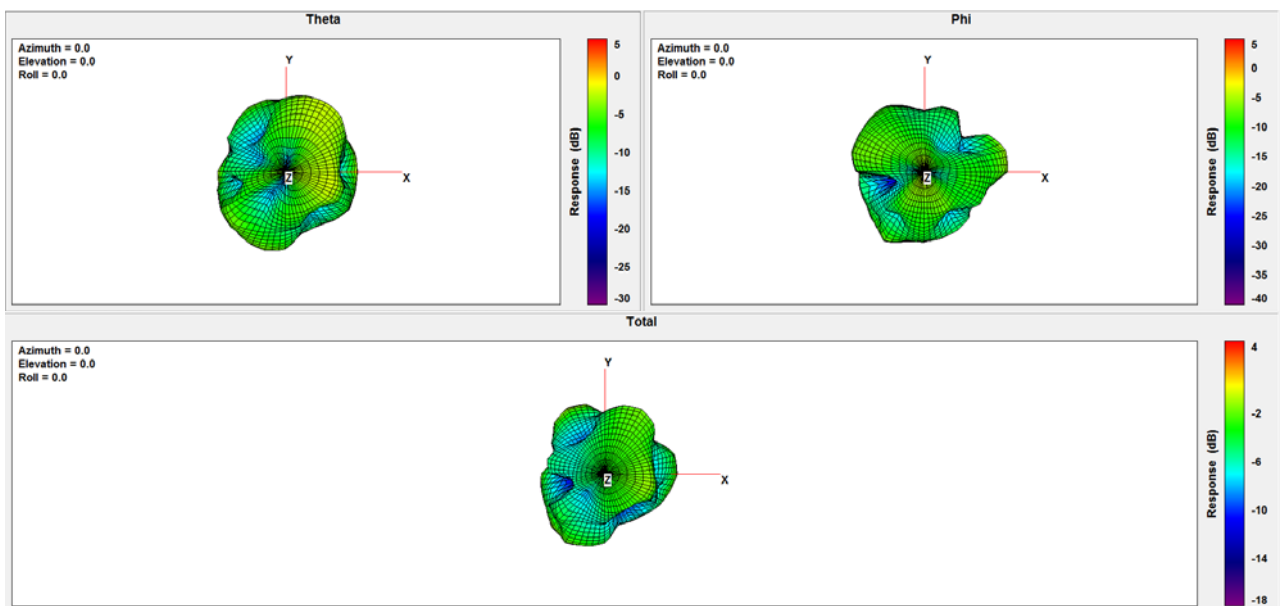 Theta
Azimuth = 0.0
Elevation = 0.0
Roll = 0.0
Y
X
Z
5
0
-5
-10
-15
-20
-25
-30
Response (dB)
Phi
Azimuth = 0.0
Elevation = 0.0
Roll = 0.0
Y
X
Z
5
0
-5
-10
-15
-20
-25
-30
-35
-40
Response (dB)
Total
Azimuth = 0.0
Elevation = 0.0
Roll = 0.0
Y
X
Z
4
-2
-6
-10
-14
-18
Response (dB)